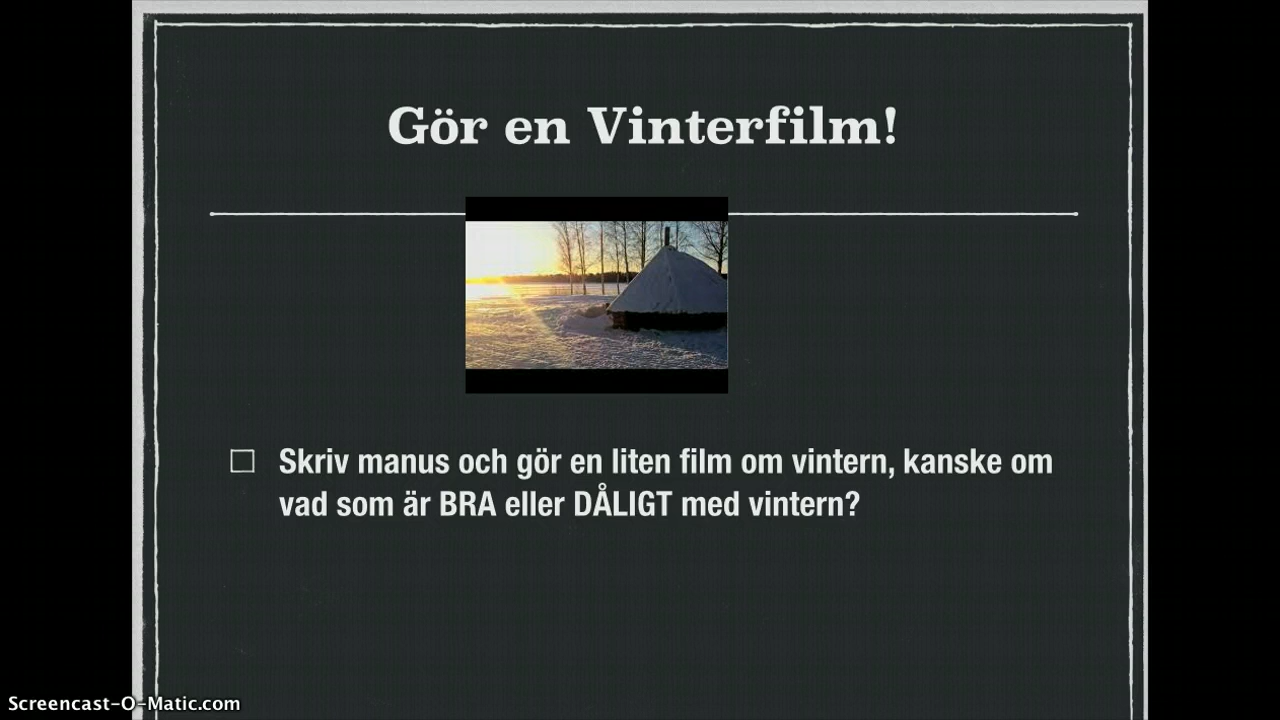 Gör en Vinterfilm!
Skriv manus och gör en liten film om vintern, kanske om
vad som är BRA eller DÅLIGT med vintern?
Screencast-O-Matic.com